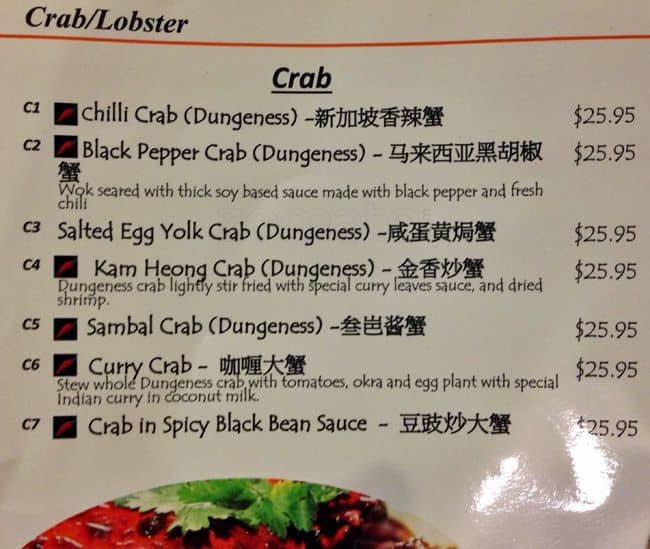 Crab/Lobster
Crab
C1 Chilli Crab (Dungeness) -新加坡香辣蟹 $25.95
C2 Black Pepper Crab (Dungeness) - 马来西亚黑胡椒 $25.95
蟹
Wok seared with thick soy based sauce made with black pepper and fresh
chili
C3 Salted Egg Yolk Crab (Dungeness) -咸蛋黄焗蟹 $25.95
C4 Kam Heong Crab (Dungeness) - 金香炒蟹 $25.95
Dungeness crab lightly stir fried with special curry leaves sauce, and dried
shrimp.
C5 Sambal Crab (Dungeness) -叁岜酱蟹 $25.95
C6 Curry Crab - 咖喱大蟹 $25.95
Stew whole Dungeness crab with tomatoes, okra and egg plant with special
Indian curry in coconut milk.
C7 Crab in Spicy Black Bean Sauce - 豆豉炒大蟹 $25.95